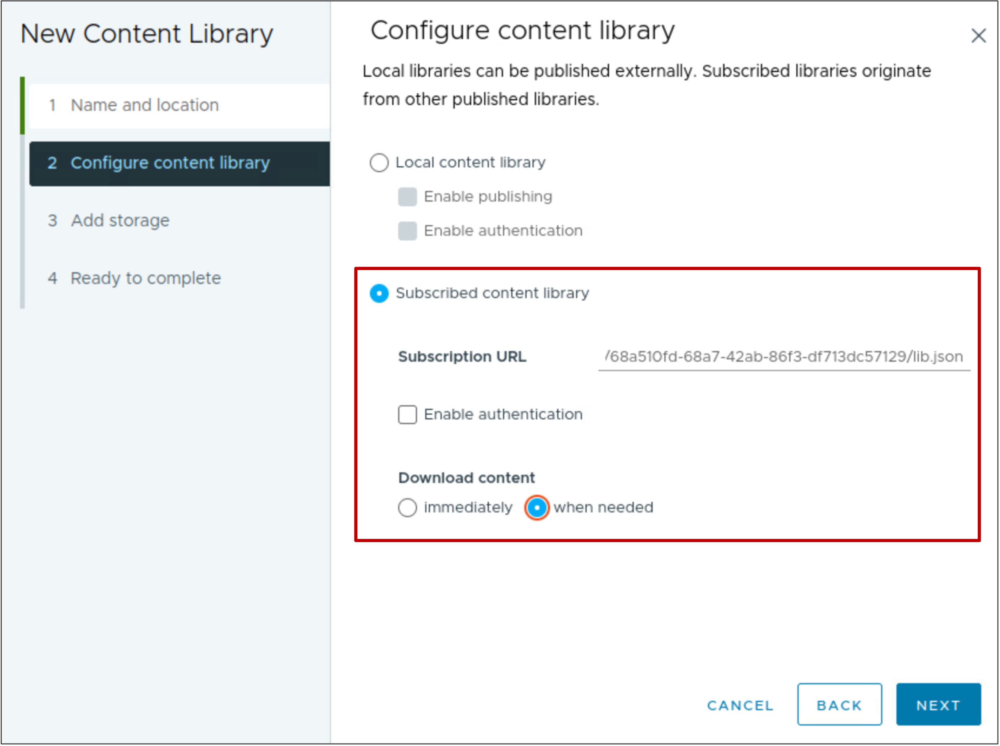 New Content Library
1 Name and location
2 Configure content library
3 Add storage
4 Ready to complete
Configure content library
Local libraries can be published externally. Subscribed libraries originate
from other published libraries.
Local content library
Enable publishing
Enable authentication
Subscribed content library
Subscription URL /68a510fd-68a7-42ab-86f3-df713dc57129/lib.json
Enable authentication
Download content
immediately when needed
CANCEL BACK NEXT